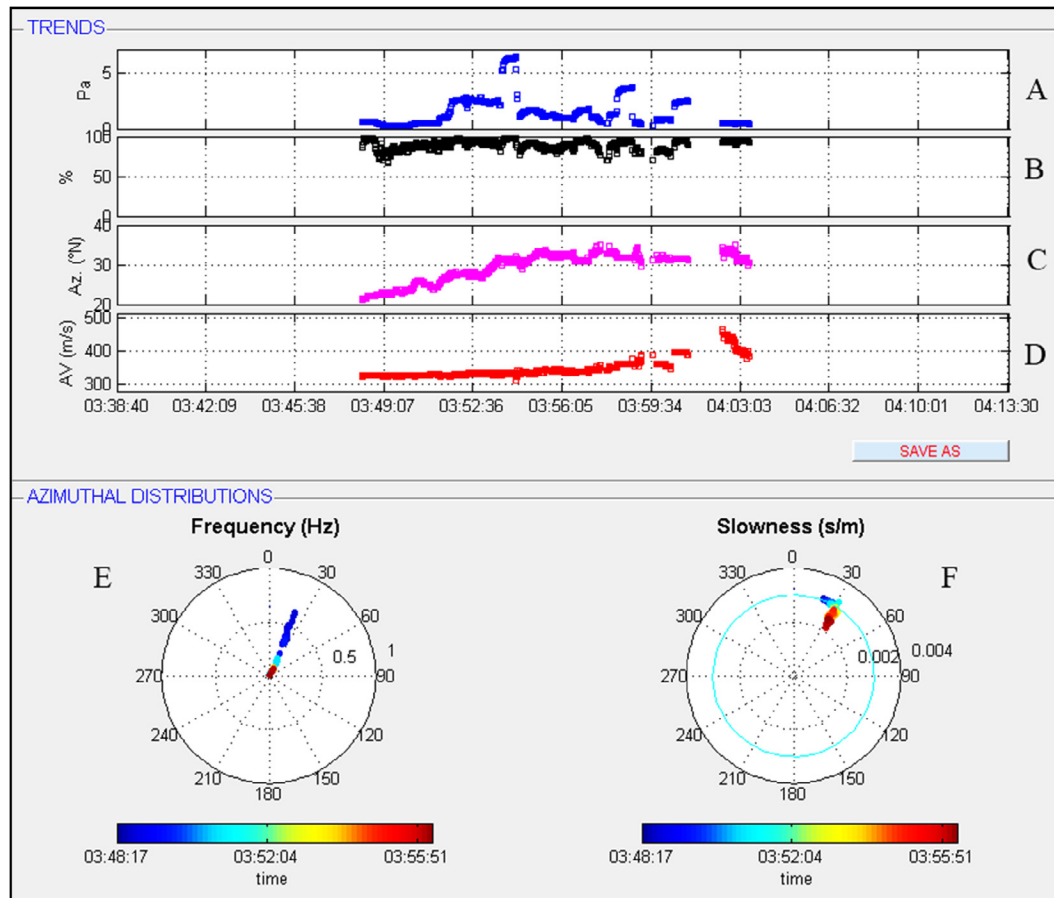 TRENDS
5
0
Pa
A
100
50
0
%
B
40
30
20
Az. (ºN)
C
500
400
300
AV (m/s)
D
03:38:40 03:42:09 03:45:38 03:49:07 03:52:36 03:56:05 03:59:34 04:03:03 04:06:32 04:10:01 04:13:30
SAVE AS
AZIMUTHAL DISTRIBUTIONS
Frequency (Hz)
E
0
30
60
90
120
150
180
210
240
270
300
330
0.5
1
03:48:17 03:52:04 03:55:51
time
Slowness (s/m)
F
0
30
60
90
120
150
180
210
240
270
300
330
0.002
0.004
03:48:17 03:52:04 03:55:51
time